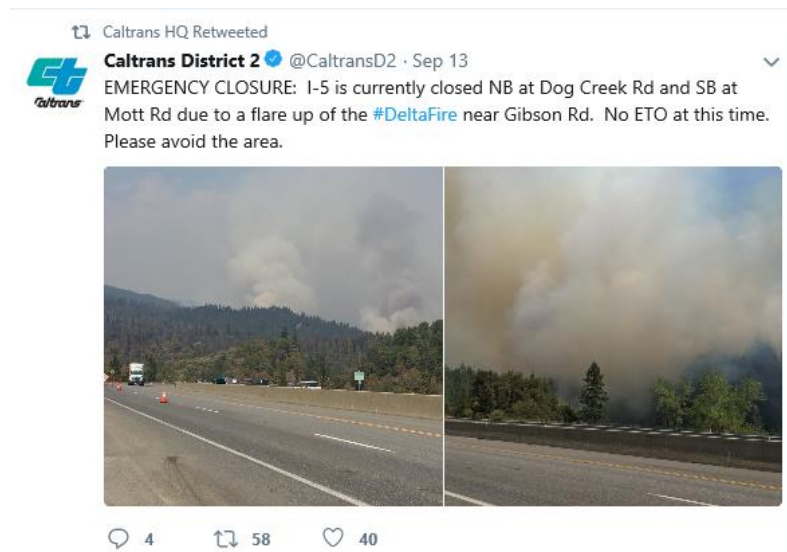 Caltrans HQ Retweeted
Caltrans District 2 @CaltransD2 · Sep 13
Caltrans
EMERGENCY CLOSURE: I-5 is currently closed NB at Dog Creek Rd and SB at
Mott Rd due to a flare up of the #DeltaFire near Gibson Rd. No ETO at this time.
Please avoid the area.
4 58 40